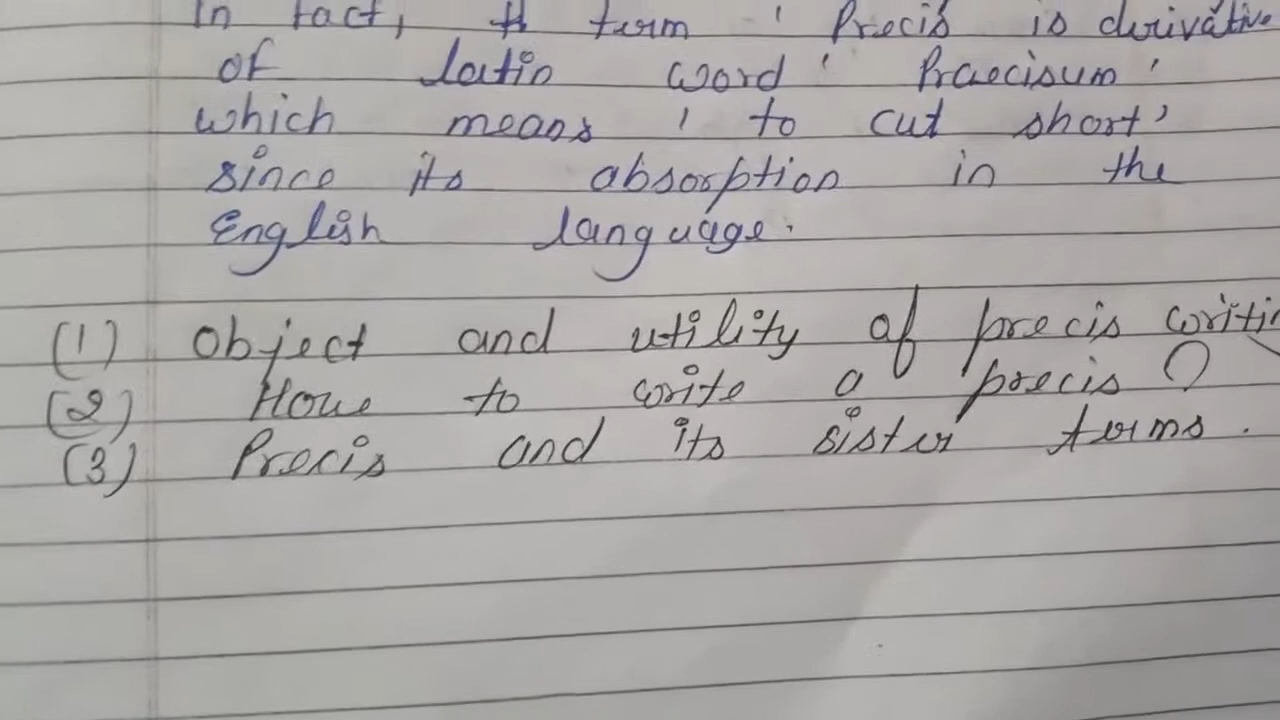 In fact, th term ' Precis is derivative
of latin word ' Praecisum '
which means ' to cut short'
since its absorption in the
English language.
(1) Object and utility of precis writin
(2) How to write a precis ?
(3) Precis and its sister terms.